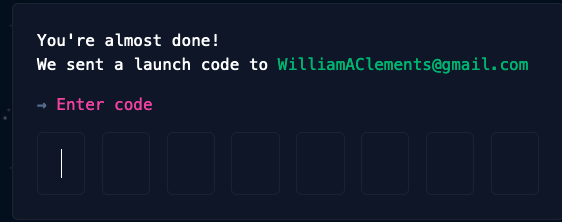 You're almost done!
We sent a launch code to WilliamAClements@gmail.com
→ Enter code